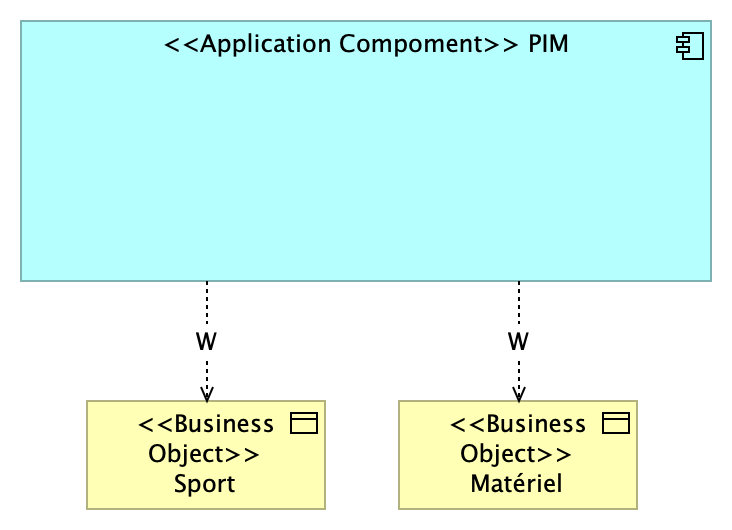 <<Application Compoment>> PIM
W
W
<<Business
Object>>
Sport
<<Business
Object>>
Matériel